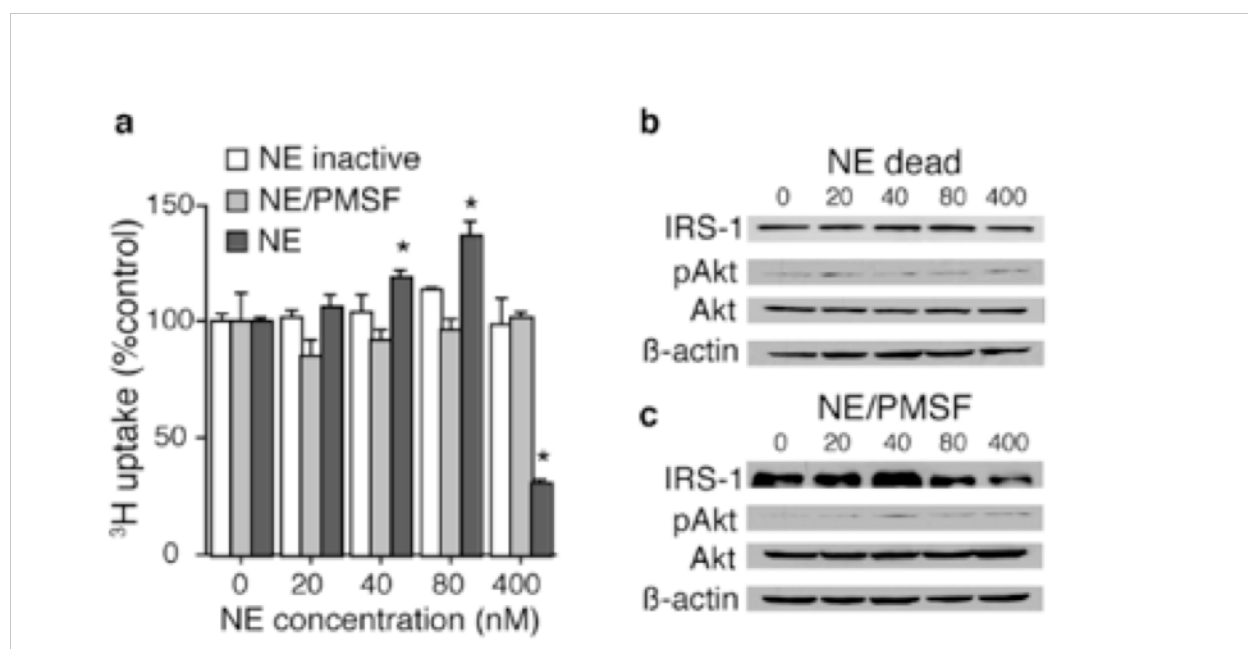 a
NE inactive
NE/PMSF
NE
150
100
50
0
³H uptake (%control)
* * *
0 20 40 80 400
NE concentration (nM)
b
NE dead
0 20 40 80 400
IRS-1
pAkt
Akt
ß-actin
c
NE/PMSF
0 20 40 80 400
IRS-1
pAkt
Akt
ß-actin